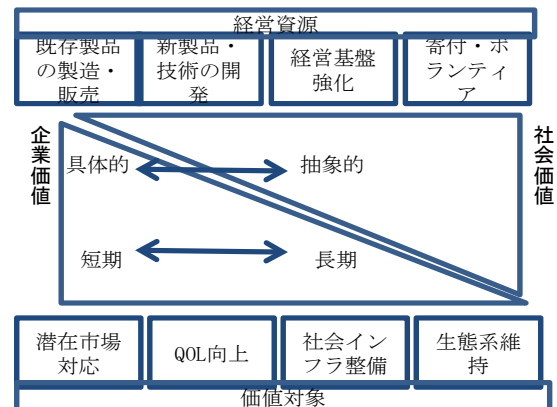 経営資源
既存製品
の製造・
販売
新製品・
技術の開
発
経営基盤
強化
寄付・ボ
ランティ
ア
企業価値
社会価値
具体的
抽象的
短期
長期
潜在市場
対応
QOL向上
社会イン
フラ整備
生態系維
持
価値対象